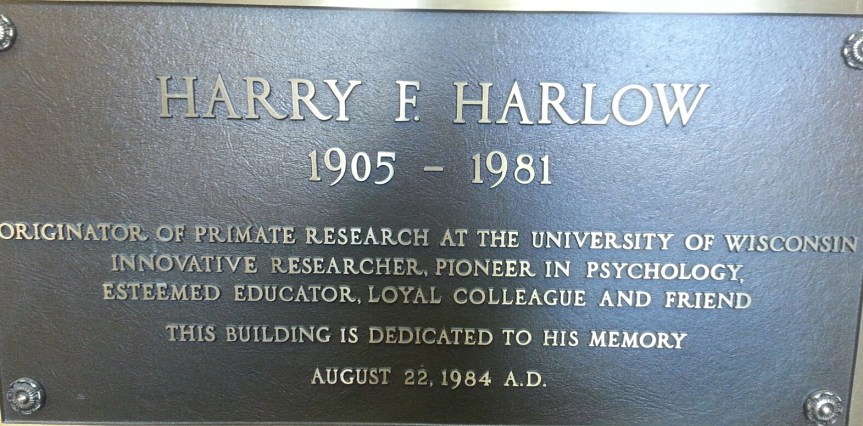 HARRY F. HARLOW
1905 – 1981
ORIGINATOR OF PRIMATE RESEARCH AT THE UNIVERSITY OF WISCONSIN
INNOVATIVE RESEARCHER, PIONEER IN PSYCHOLOGY,
ESTEEMED EDUCATOR, LOYAL COLLEAGUE AND FRIEND
THIS BUILDING IS DEDICATED TO HIS MEMORY
AUGUST 22, 1984 A.D.